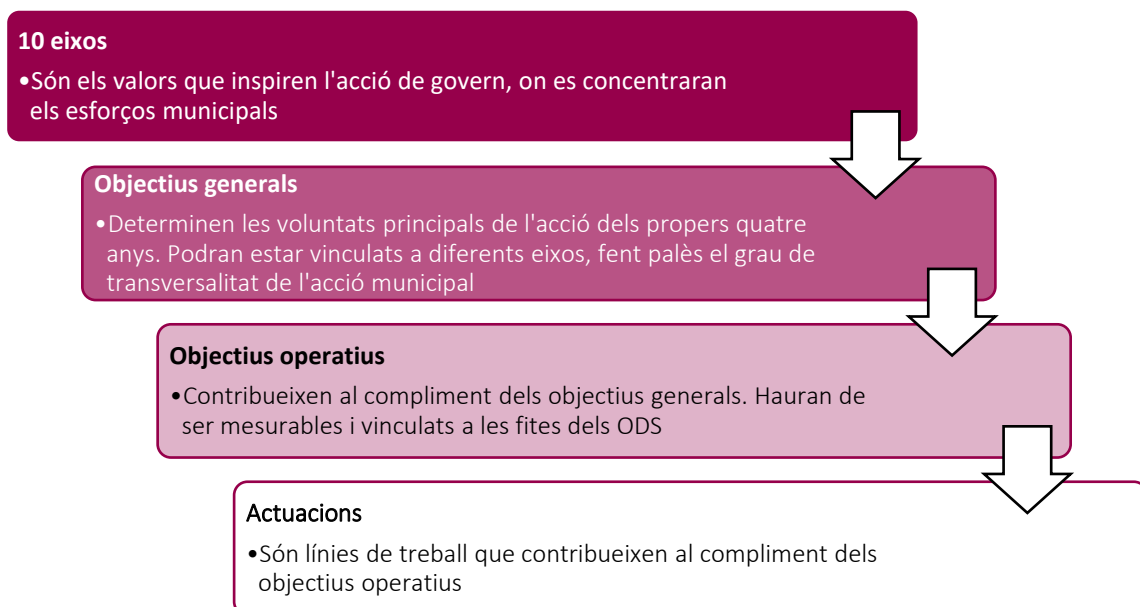 10 eixos
•Són els valors que inspiren l'acció de govern, on es concentraran
els esforços municipals
Objectius generals
•Determinen les voluntats principals de l'acció dels propers quatre
anys. Podran estar vinculats a diferents eixos, fent palès el grau de
transversalitat de l'acció municipal
Objectius operatius
•Contribueixen al compliment dels objectius generals. Hauran de
ser mesurables i vinculats a les fites dels ODS
Actuacions
•Són línies de treball que contribueixen al compliment dels
objectius operatius